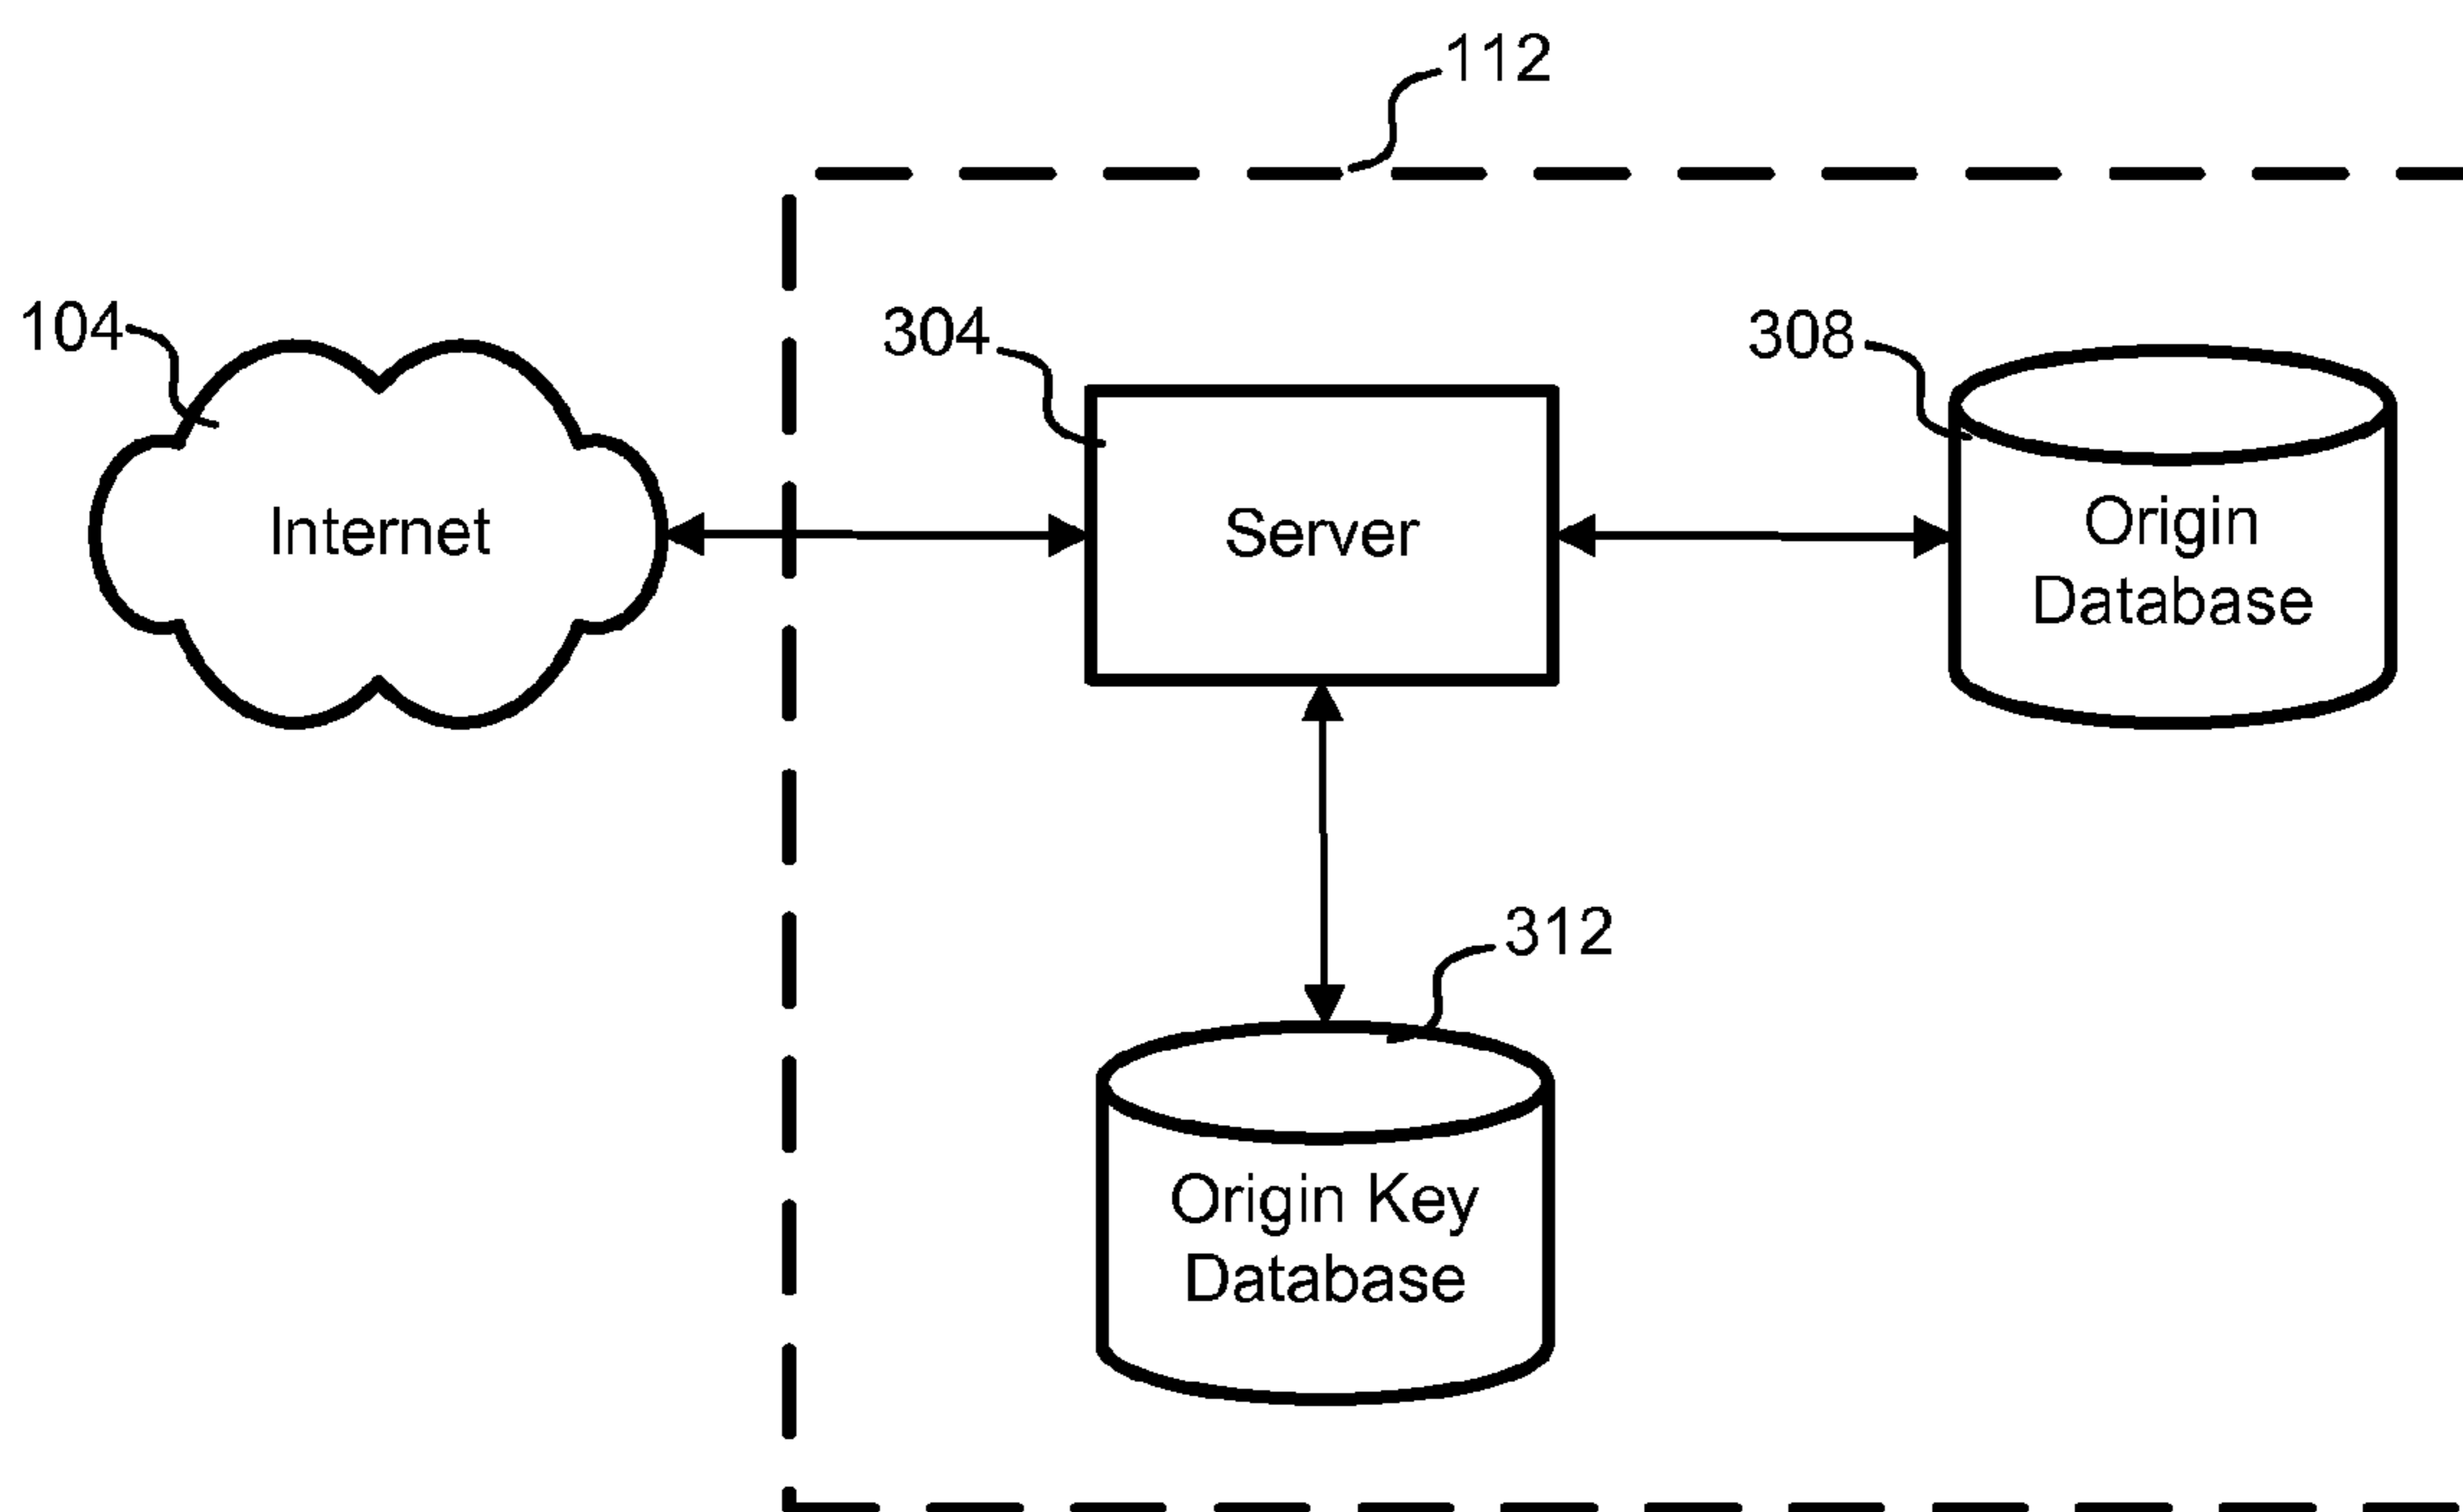 112
104
304
308
Internet
Server
Origin
Database
312
Origin Key
Database